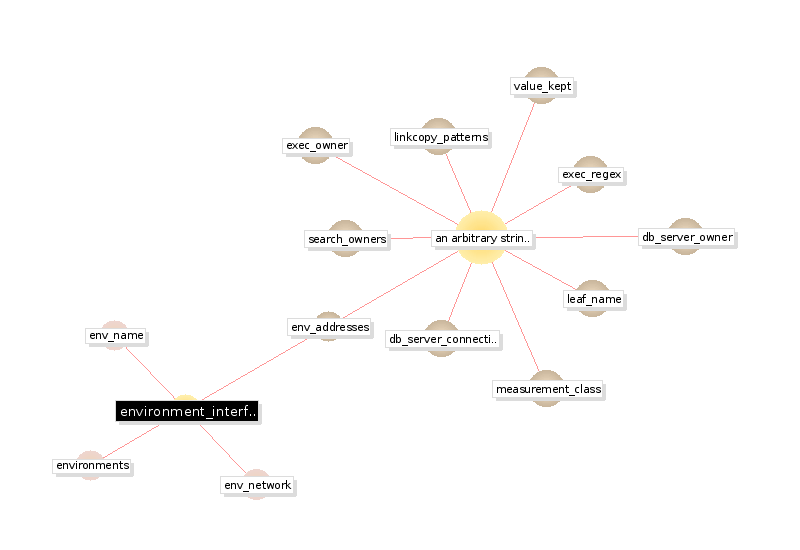 value_kept
linkcopy_patterns
exec_owner
exec_regex
search_owners
an arbitrary strin..
db_server_owner
leaf_name
env_addresses
env_name
db_server_connecti..
measurement_class
environment_interf..
environments
env_network